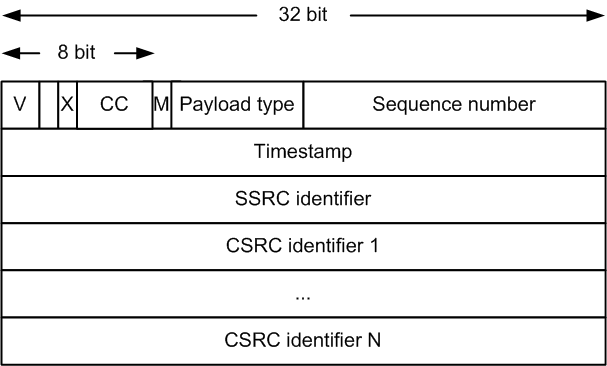 32 bit
8 bit
V X CC M Payload type Sequence number
Timestamp
SSRC identifier
CSRC identifier 1
...
CSRC identifier N